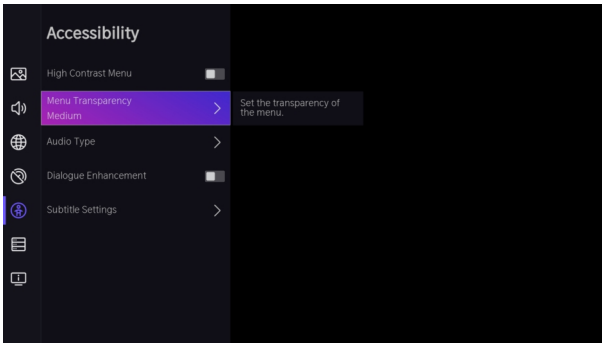 Accessibility
High Contrast Menu
Menu Transparency
Medium
Set the transparency of
the menu.
Audio Type
Dialogue Enhancement
Subtitle Settings